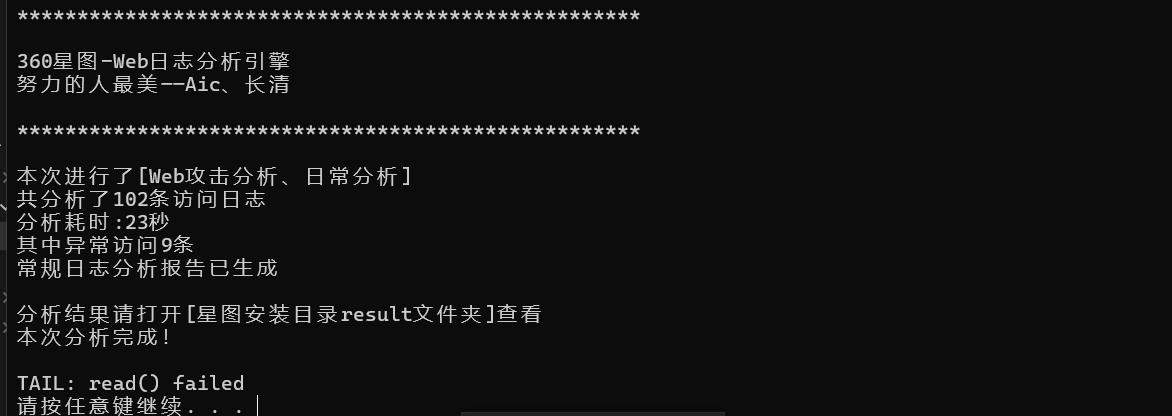 ****************************************************
360星图-Web日志分析引擎
努力的人最美——Aic、长清
****************************************************
本次进行了[Web攻击分析、日常分析]
共分析了102条访问日志
分析耗时:23秒
其中异常访问9条
常规日志分析报告已生成
分析结果请打开[星图安装目录result文件夹]查看
本次分析完成!
TAIL: read() failed
请按任意键继续. . .